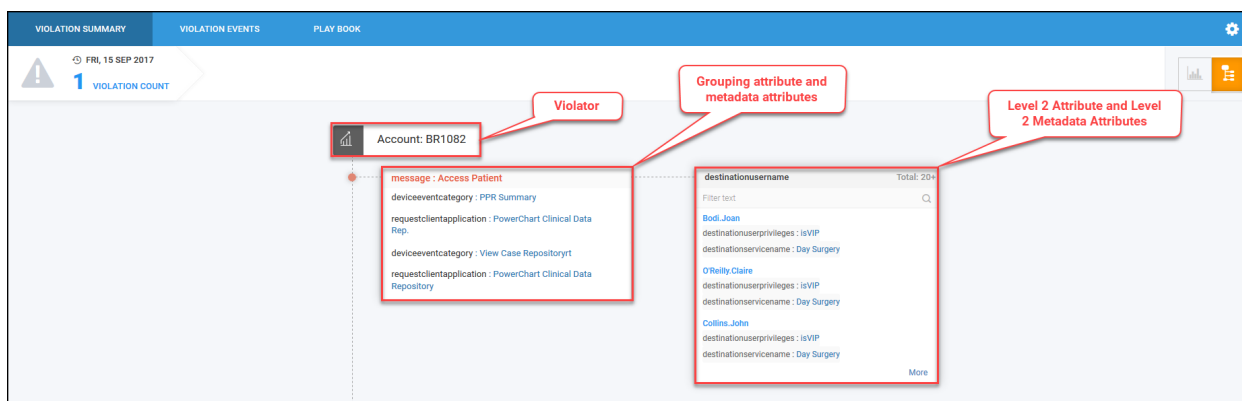 VIOLATION SUMMARY
VIOLATION EVENTS
PLAY BOOK
FRI, 15 SEP 2017
1 VIOLATION COUNT
Violator
Grouping attribute and
metadata attributes
Level 2 Attribute and Level
2 Metadata Attributes
Account: BR1082
message : Access Patient
deviceeventcategory : PPR Summary
requestclientapplication : PowerChart Clinical Data
Rep.
deviceeventcategory : View Case Repositoryrt
requestclientapplication : PowerChart Clinical Data
Repository
destinationusername Total: 20+
Filter text
Bodi.Joan
destinationuserprivileges : isVIP
destinationservicename : Day Surgery
O'Reilly.Claire
destinationuserprivileges : isVIP
destinationservicename : Day Surgery
Collins.John
destinationuserprivileges : isVIP
destinationservicename : Day Surgery
More